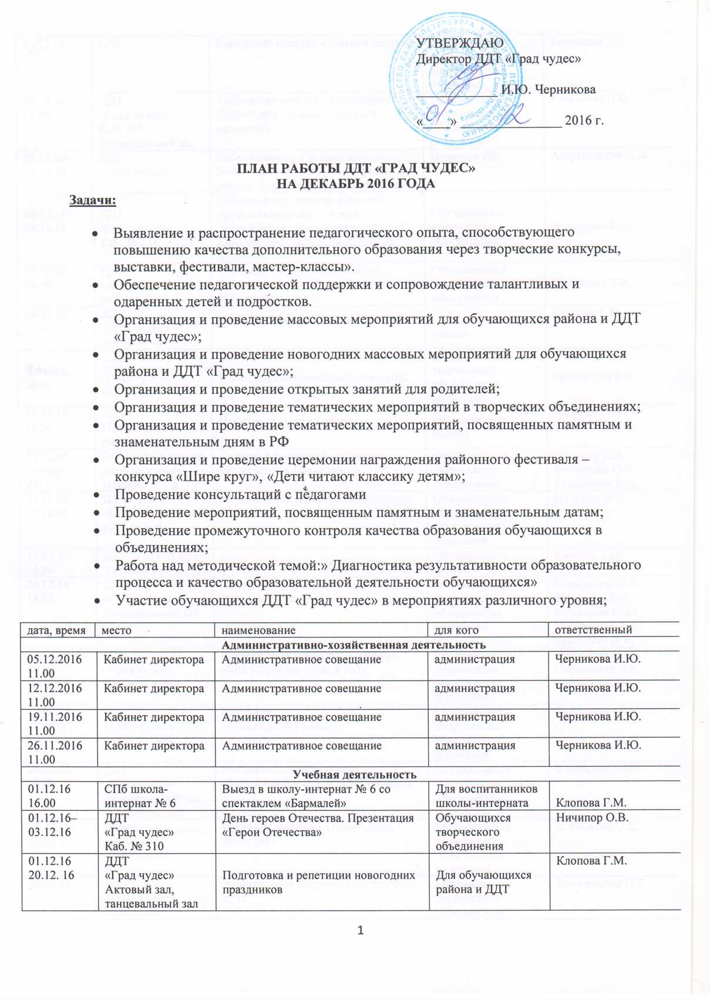 УТВЕРЖДАЮ
Директор ДДТ «Град чудес»
____________ И.Ю. Черникова
«01» 12 2016 г.
ПЛАН РАБОТЫ ДДТ «ГРАД ЧУДЕС»
НА ДЕКАБРЬ 2016 ГОДА
Задачи:
• Выявление и распространение педагогического опыта, способствующего
повышению качества дополнительного образования через творческие конкурсы,
выставки, фестивали, мастер-классы».
• Обеспечение педагогической поддержки и сопровождение талантливых и
одаренных детей и подростков.
• Организация и проведение массовых мероприятий для обучающихся района и ДДТ
«Град чудес»;
• Организация и проведение новогодних массовых мероприятий для обучающихся
района и ДДТ «Град чудес»;
• Организация и проведение открытых занятий для родителей;
• Организация и проведение тематических мероприятий в творческих объединениях;
• Организация и проведение тематических мероприятий, посвященных памятным и
знаменательным дням в РФ
• Организация и проведение церемонии награждения районного фестиваля –
конкурса «Шире круг», «Дети читают классику детям»;
• Проведение консультаций с педагогами
• Проведение мероприятий, посвященным памятным и знаменательным датам;
• Проведение промежуточного контроля качества образования обучающихся в
объединениях;
• Работа над методической темой:» Диагностика результативности образовательного
процесса и качество образовательной деятельности обучающихся»
• Участие обучающихся ДДТ «Град чудес» в мероприятиях различного уровня;
дата, время место наименование для кого ответственный
Административно-хозяйственная деятельность
05.12.2016 Кабинет директора Административное совещание администрация Черникова И.Ю.
11.00
12.12.2016 Кабинет директора Административное совещание администрация Черникова И.Ю.
11.00
19.11.2016 Кабинет директора Административное совещание администрация Черникова И.Ю.
11.00
26.11.2016 Кабинет директора Административное совещание администрация Черникова И.Ю.
11.00
Учебная деятельность
01.12.16 СПб школа- Выезд в школу-интернат № 6 со Для воспитанников
16.00 интернат № 6 спектаклем «Бармалей» школы-интерната Клопова Г.М.
01.12.16– ДДТ День героев Отечества. Презентация Обучающихся Ничипор О.В.
03.12.16 «Град чудес» «Герои Отечества» творческого
Каб. № 310 объединения
01.12.16 ДДТ Клопова Г.М.
20.12. 16 «Град чудес» Подготовка и репетиции новогодних Для обучающихся
Актовый зал, праздников района и ДДТ
танцевальный зал
1